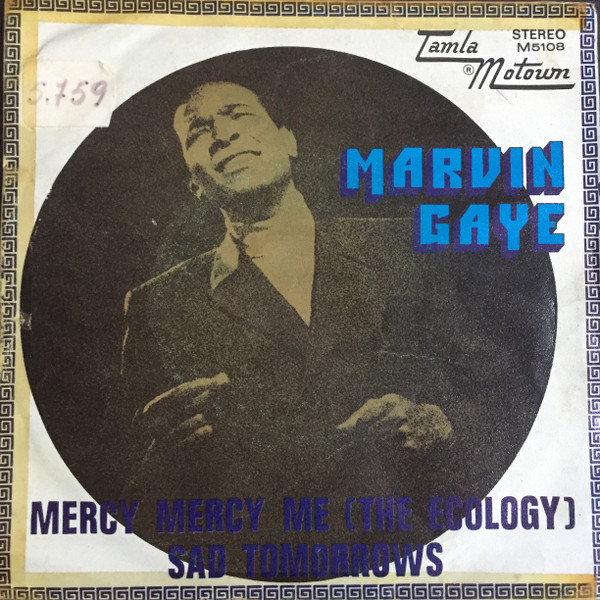 Tamla
® Motown
STEREO
M5108
5.759
MARVIN
GAYE
MERCY MERCY ME (THE ECOLOGY)
SAD TOMORROWS